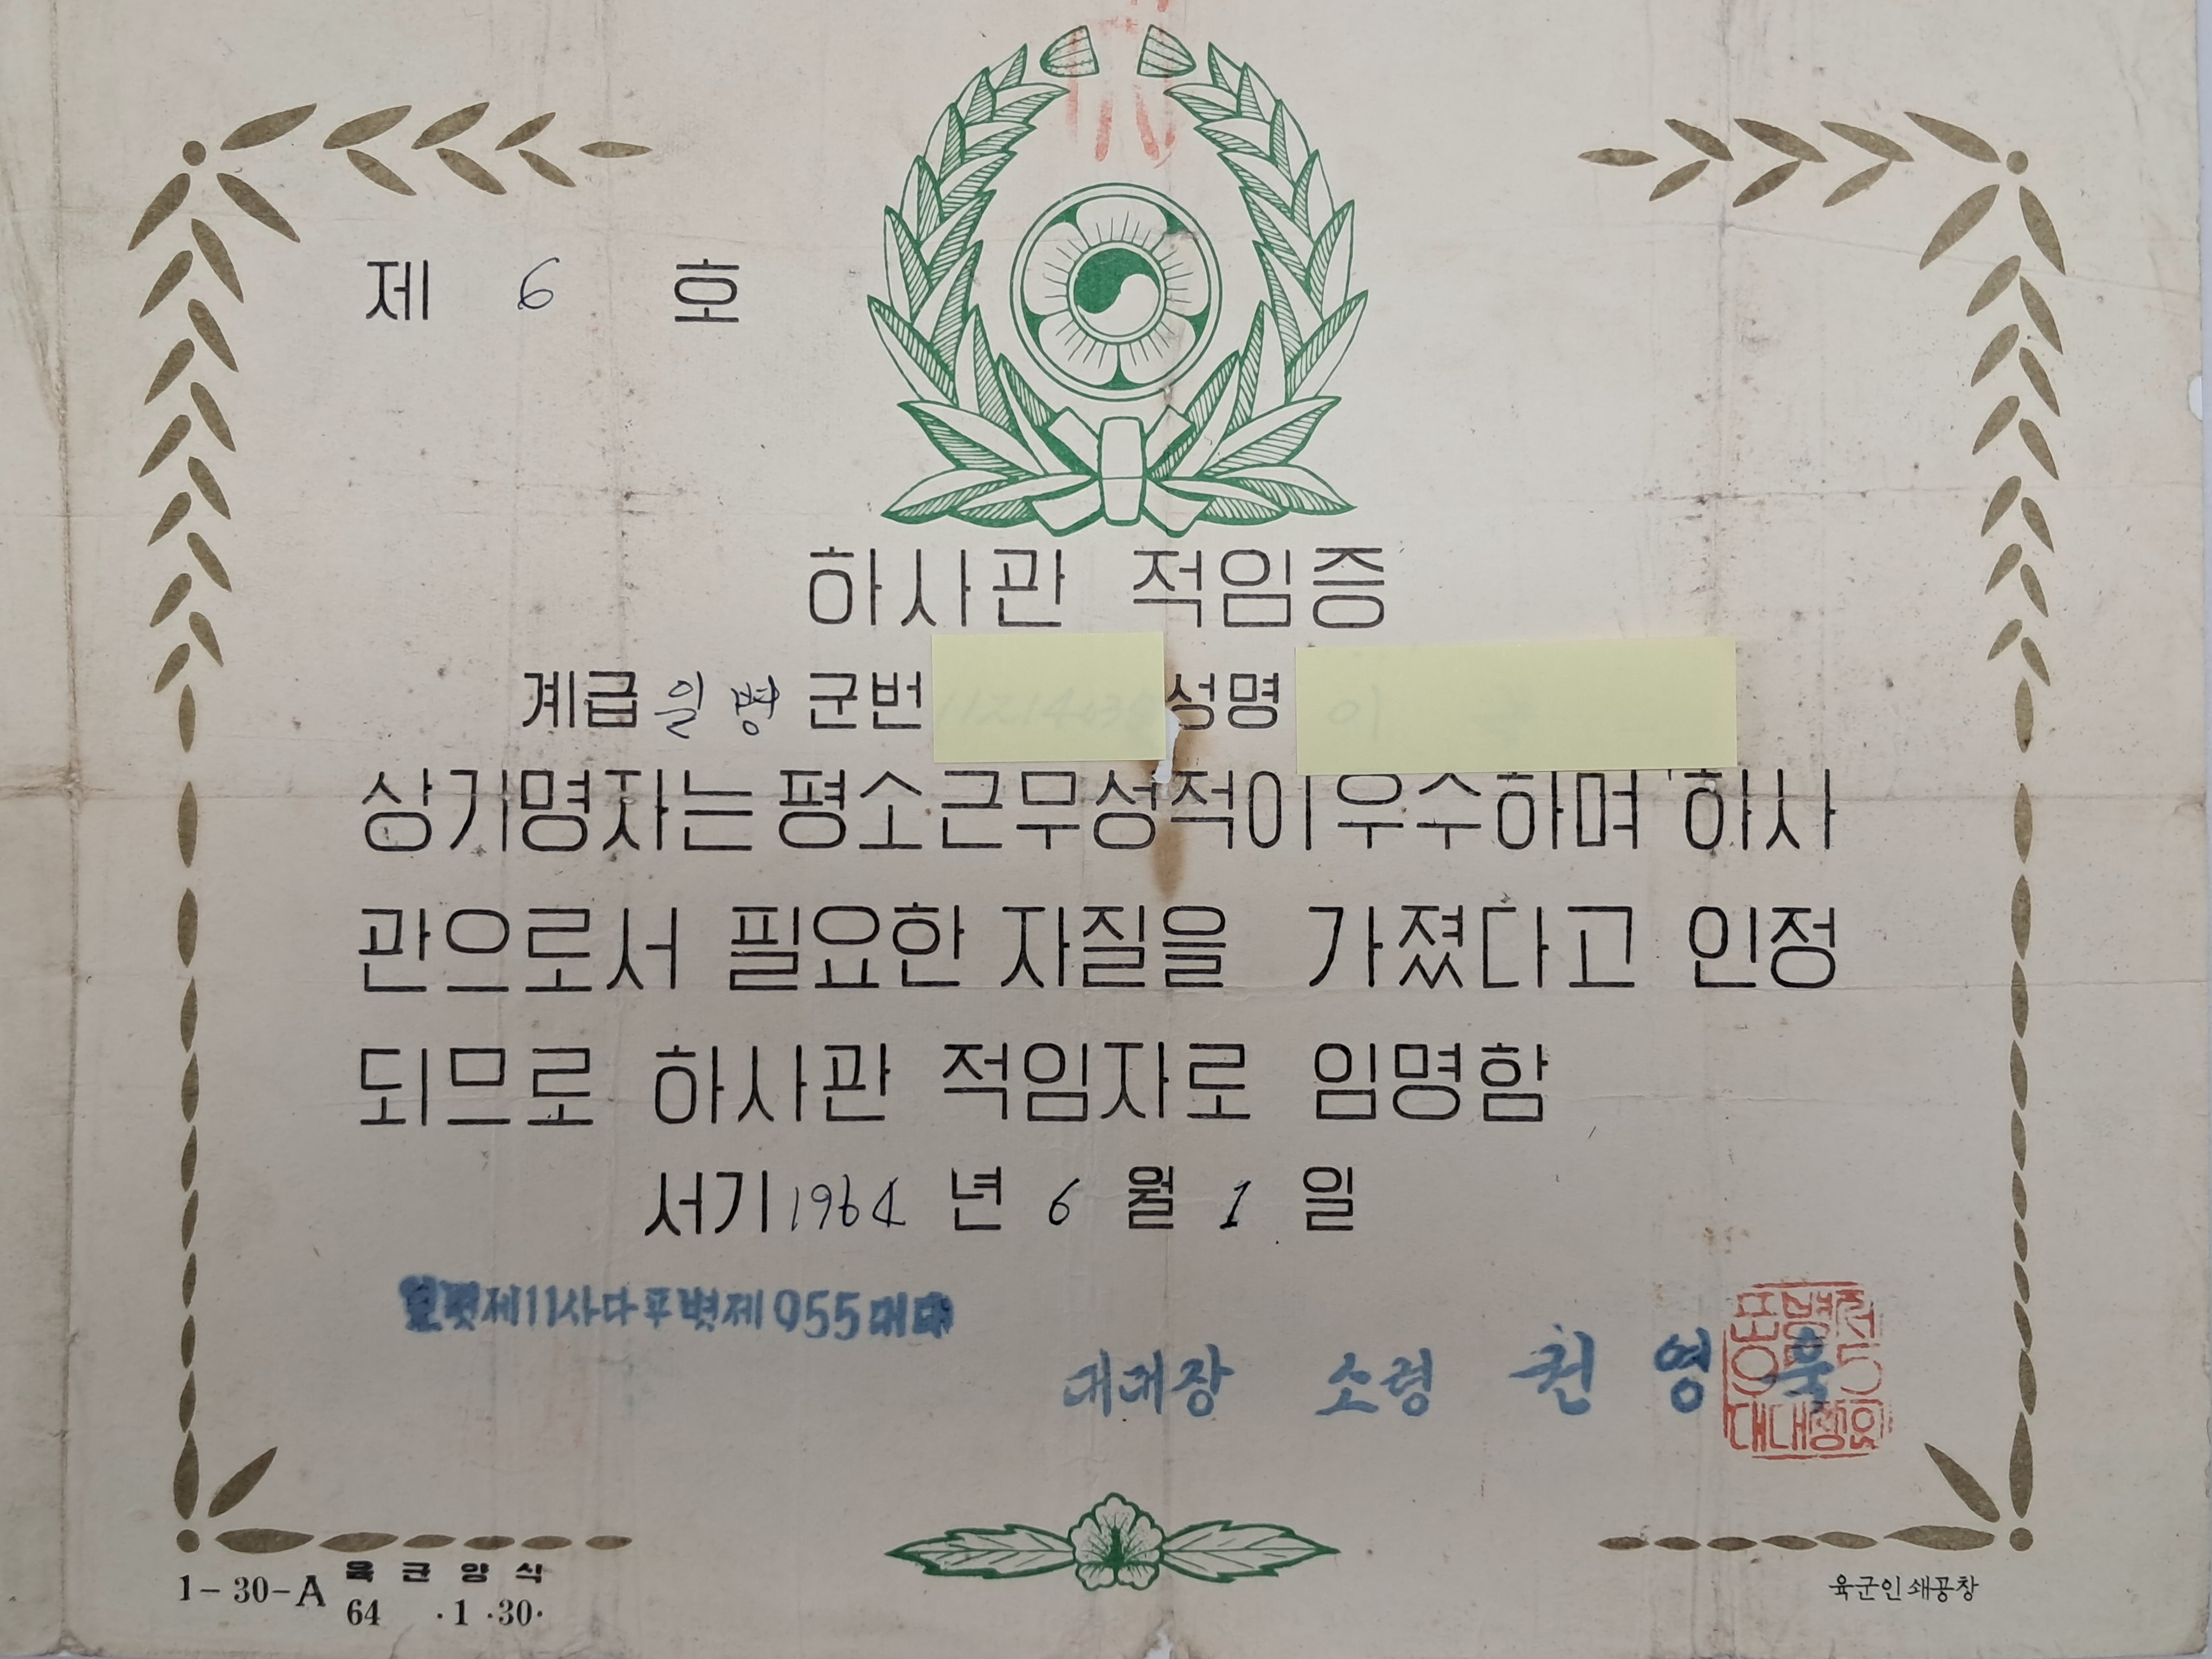 제 6 호
하사관 적임증
계급 일병 군번 성명
상기명자는 평소근무성적이 우수하며 하사
관으로서 필요한 자질을 가졌다고 인정
되므로 하사관 적임자로 임명함
서기 1964 년 6 월 1 일
제11사단포병제955대대
대대장 소령 권영욱
1-30-A 육군양식
64 .1 .30.
육군인쇄공창